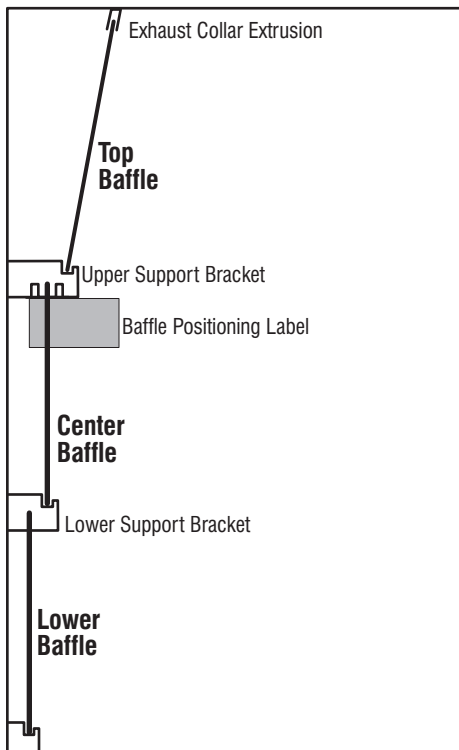 Exhaust Collar Extrusion
Top
Baffle
Upper Support Bracket
Baffle Positioning Label
Center
Baffle
Lower Support Bracket
Lower
Baffle